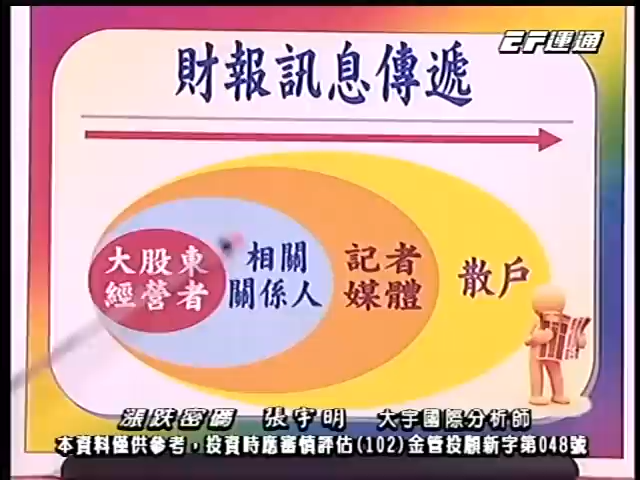 運通
財報訊息傳遞
大股東
經營者
相關
關係人
記者
媒體
散戶
漲跌密碼 張宇明 大宇國際分析師
本資料僅供參考，投資時應審慎評估(102)金管投顧新字第048號